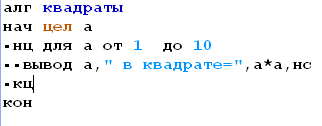 алг квадраты
нач цел а
·нц для а от 1  до 10
··вывод а," в квадрате=",а*а,нс
·кц
кон